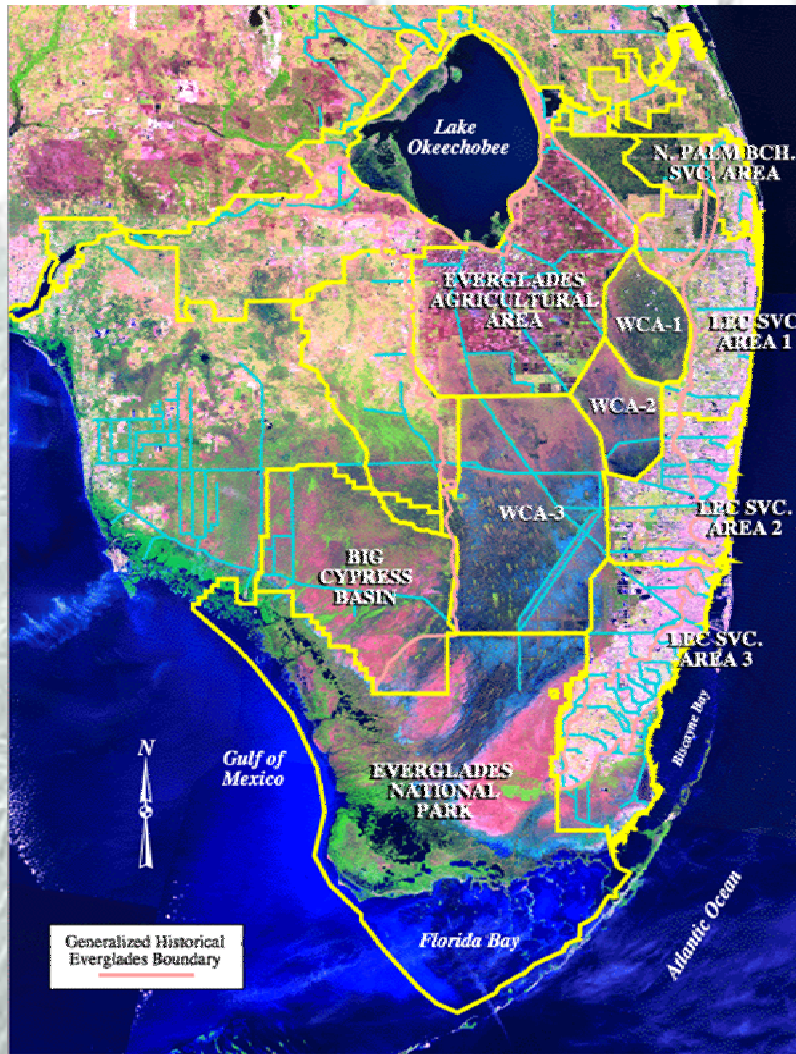 Lake
Okeechobee
N. PALM BCH.
SVC. AREA
EVERGLADES
AGRICULTURAL
AREA
WCA-1
LEC SVC
AREA 1
WCA-2
WCA-3
LEC SVC.
AREA 2
BIG
CYPRESS
BASIN
LEC SVC.
AREA 3
Biscayne Bay
N
Gulf of
Mexico
EVERGLADES
NATIONAL
PARK
Atlantic Ocean
Florida Bay
Generalized Historical
Everglades Boundary